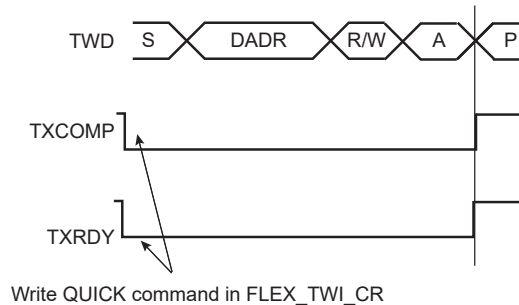 TWD S DADR R/W A P
TXCOMP
TXRDY
Write QUICK command in FLEX_TWI_CR